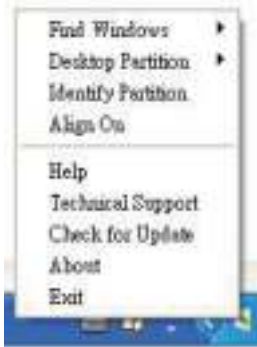 Find Windows
Desktop Partition
Identify Partition
Align On
Help
Technical Support
Check for Update
About
Exit